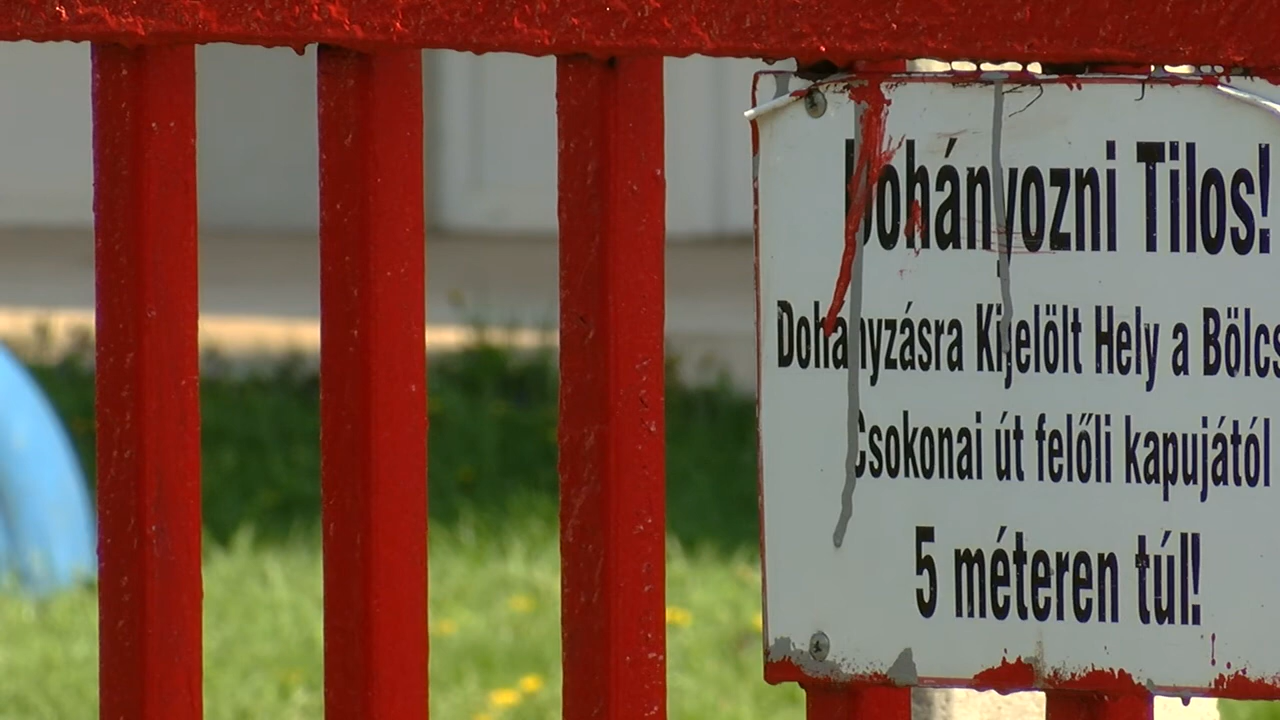 Dohányozni Tilos!
Dohányzásra Kijelölt Hely a Bölcs
Csokonai út felőli kapujától
5 méteren túl!